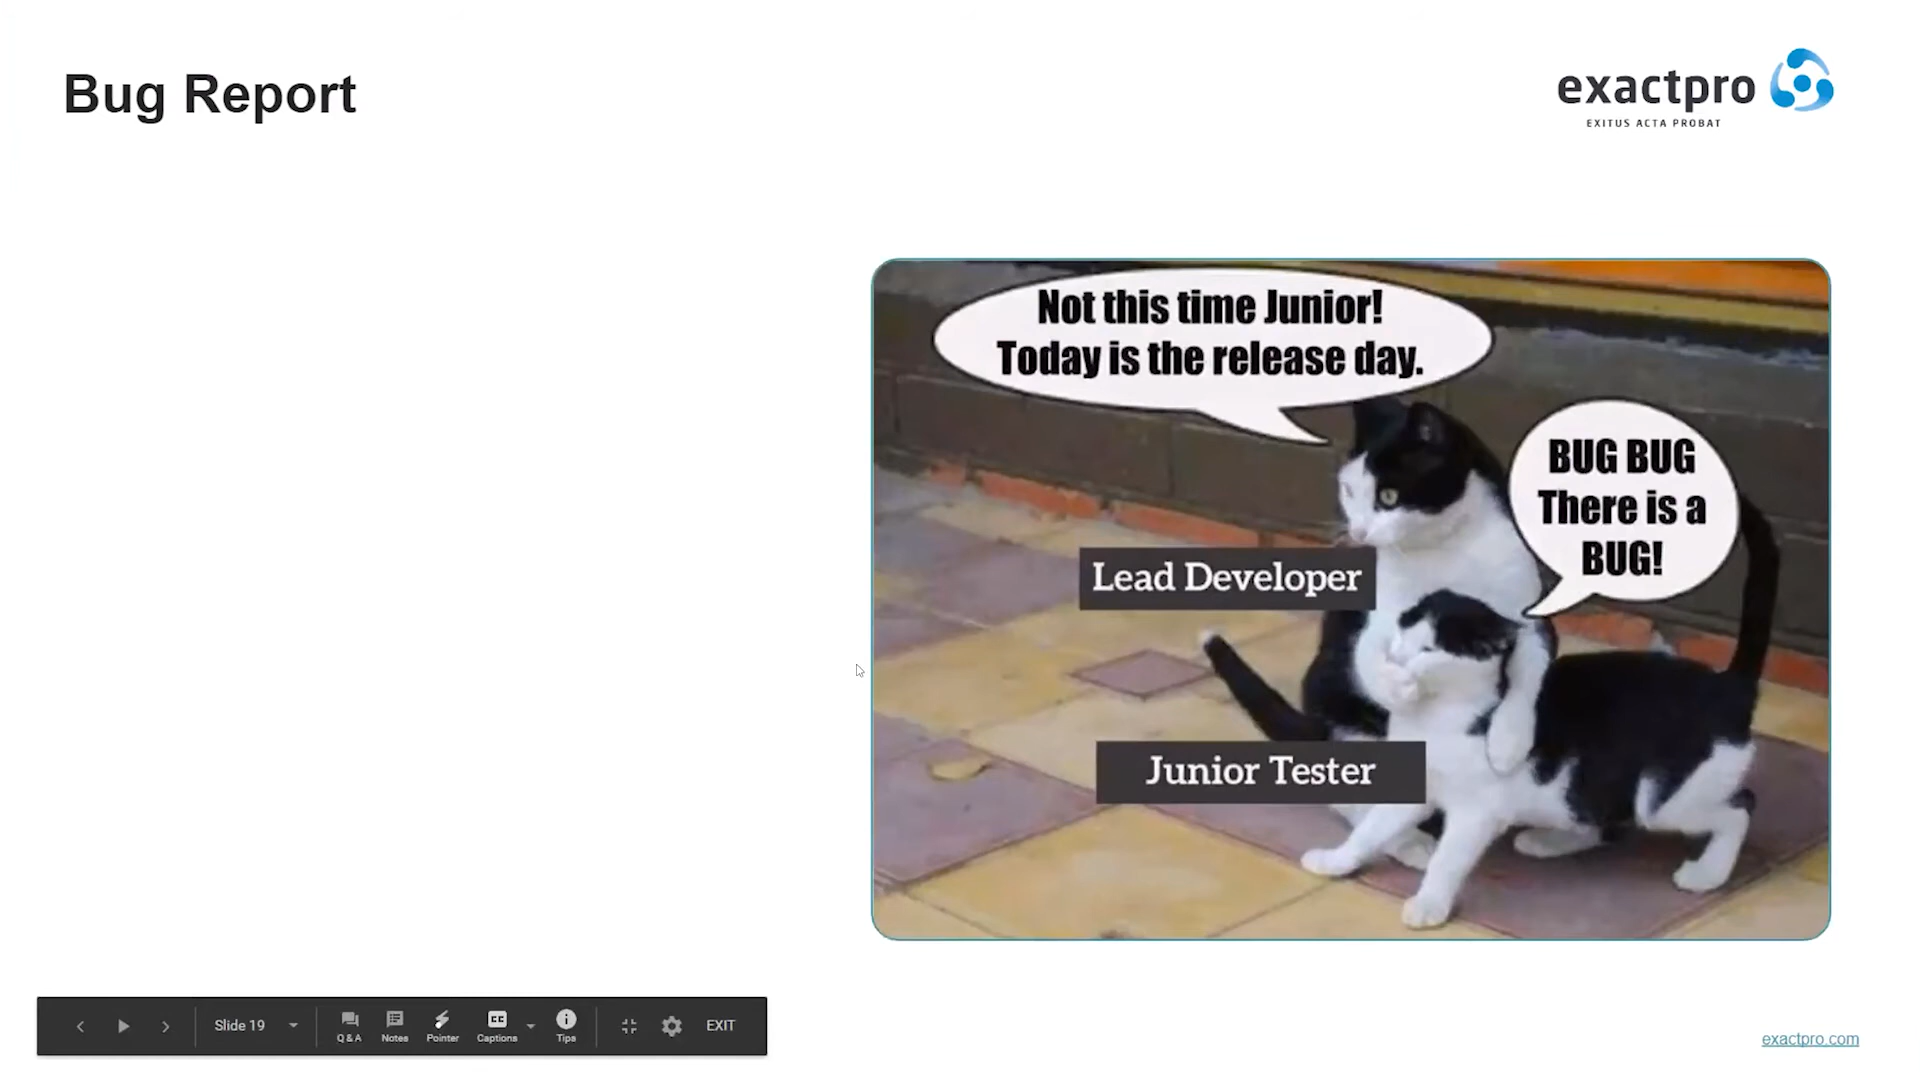 Bug Report
exactpro
EXITUS ACTA PROBAT
Not this time Junior!
Today is the release day.
BUG BUG
There is a
BUG!
Lead Developer
Junior Tester
Slide 19
Q & A
Notes
Pointer
CC
Captions
Tips
EXIT
exactpro.com